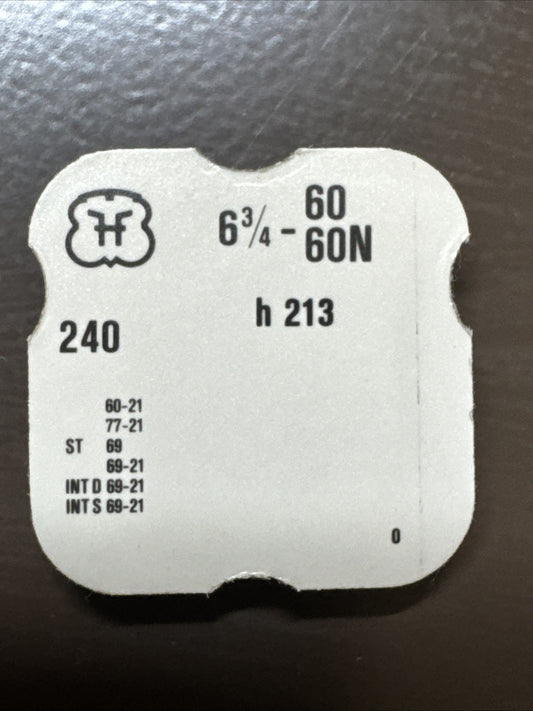 H
6¾ - 60
60N
h 213
240
60-21
77-21
ST 69
69-21
INT D 69-21
INT S 69-21
0